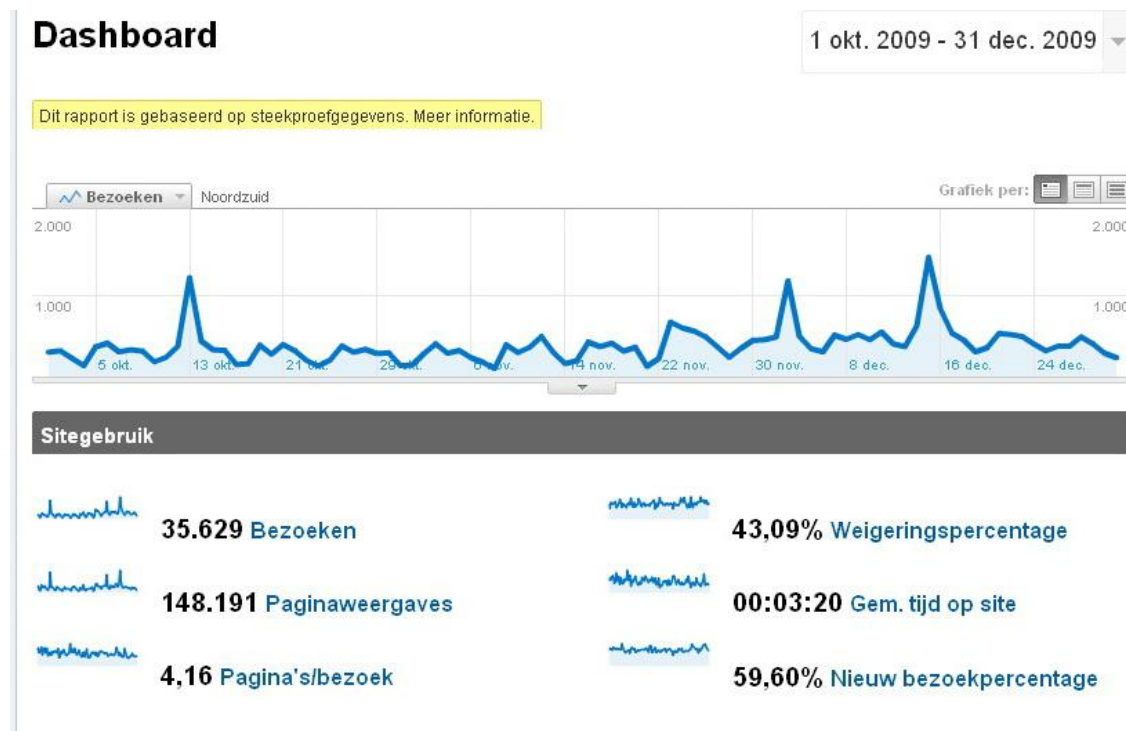 Dashboard
1 okt. 2009 - 31 dec. 2009
Dit rapport is gebaseerd op steekproefgegevens. Meer informatie.
Bezoeken Noordzuid
Grafiek per:
2.000 2.000
1.000 1.000
5 okt. 13 okt. 21 29 nov. 14 nov. 22 nov. 30 nov. 8 dec. 16 dec. 24 dec.
Sitegebruik
35.629 Bezoeken
43,09% Weigeringspercentage
148.191 Paginaweergaves
00:03:20 Gem. tijd op site
4,16 Pagina's/bezoek
59,60% Nieuw bezoekpercentage